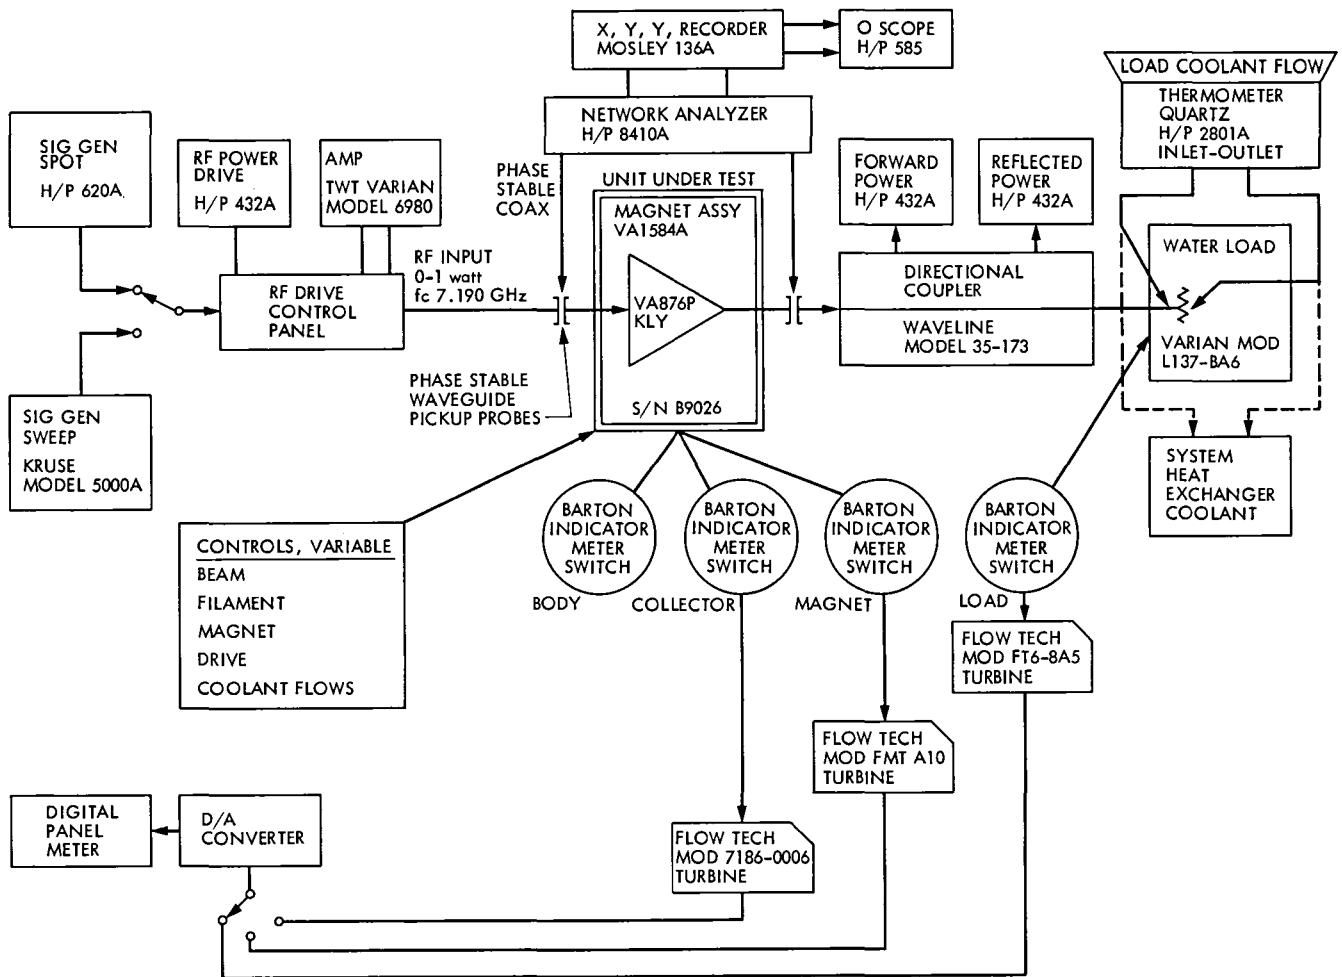 X, Y, Y, RECORDER
MOSLEY 136A
O SCOPE
H/P 585
LOAD COOLANT FLOW
THERMOMETER
QUARTZ
H/P 2801A
INLET-OUTLET
NETWORK ANALYZER
H/P 8410A
SIG GEN
SPOT
H/P 620A
RF POWER
DRIVE
H/P 432A
AMP
TWT VARIAN
MODEL 6980
PHASE
STABLE
COAX
UNIT UNDER TEST
MAGNET ASSY
VA1584A
FORWARD
POWER
H/P 432A
REFLECTED
POWER
H/P 432A
RF INPUT
0-1 watt
fc 7.190 GHz
RF DRIVE
CONTROL
PANEL
VA876P
KLY
S/N B9026
DIRECTIONAL
COUPLER
WAVELINE
MODEL 35-173
WATER LOAD
VARIAN MOD
L137-BA6
PHASE STABLE
WAVEGUIDE
PICKUP PROBES
SIG GEN
SWEEP
KRUSE
MODEL 5000A
SYSTEM
HEAT
EXCHANGER
COOLANT
CONTROLS, VARIABLE
BEAM
FILAMENT
MAGNET
DRIVE
COOLANT FLOWS
BARTON
INDICATOR
METER
SWITCH
BODY
BARTON
INDICATOR
METER
SWITCH
COLLECTOR
BARTON
INDICATOR
METER
SWITCH
MAGNET
BARTON
INDICATOR
METER
SWITCH
LOAD
FLOW TECH
MOD FT6-8A5
TURBINE
FLOW TECH
MOD FMT A10
TURBINE
FLOW TECH
MOD 7186-0006
TURBINE
DIGITAL
PANEL
METER
D/A
CONVERTER